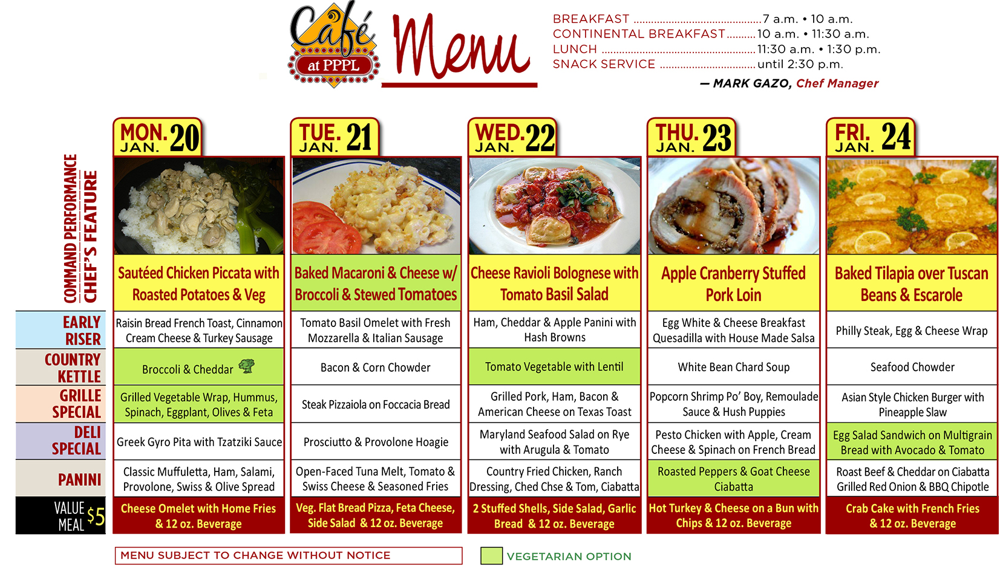 Café
at PPPL
Menu
BREAKFAST ........................................... 7 a.m. • 10 a.m.
CONTINENTAL BREAKFAST .......... 10 a.m. • 11:30 a.m.
LUNCH .................................................... 11:30 a.m. • 1:30 p.m.
SNACK SERVICE ................................ until 2:30 p.m.
— MARK GAZO, Chef Manager
MON. 20
JAN.
TUE. 21
JAN.
WED. 22
JAN.
THU. 23
JAN.
FRI. 24
JAN.
COMMAND PERFORMANCE
CHEF'S FEATURE
Sautéed Chicken Piccata with
Roasted Potatoes & Veg
Baked Macaroni & Cheese w/
Broccoli & Stewed Tomatoes
Cheese Ravioli Bolognese with
Tomato Basil Salad
Apple Cranberry Stuffed
Pork Loin
Baked Tilapia over Tuscan
Beans & Escarole
EARLY
RISER
Raisin Bread French Toast, Cinnamon
Cream Cheese & Turkey Sausage
Tomato Basil Omelet with Fresh
Mozzarella & Italian Sausage
Ham, Cheddar & Apple Panini with
Hash Browns
Egg White & Cheese Breakfast
Quesadilla with House Made Salsa
Philly Steak, Egg & Cheese Wrap
COUNTRY
KETTLE
Broccoli & Cheddar
Bacon & Corn Chowder
Tomato Vegetable with Lentil
White Bean Chard Soup
Seafood Chowder
GRILLE
SPECIAL
Grilled Vegetable Wrap, Hummus,
Spinach, Eggplant, Olives & Feta
Steak Pizzaiola on Foccacia Bread
Grilled Pork, Ham, Bacon &
American Cheese on Texas Toast
Popcorn Shrimp Po' Boy, Remoulade
Sauce & Hush Puppies
Asian Style Chicken Burger with
Pineapple Slaw
DELI
SPECIAL
Greek Gyro Pita with Tzatziki Sauce
Prosciutto & Provolone Hoagie
Maryland Seafood Salad on Rye
with Arugula & Tomato
Pesto Chicken with Apple, Cream
Cheese & Spinach on French Bread
Egg Salad Sandwich on Multigrain
Bread with Avocado & Tomato
PANINI
Classic Muffuletta, Ham, Salami,
Provolone, Swiss & Olive Spread
Open-Faced Tuna Melt, Tomato &
Swiss Cheese & Seasoned Fries
Country Fried Chicken, Ranch
Dressing, Ched Chse & Tom, Ciabatta
Roasted Peppers & Goat Cheese
Ciabatta
Roast Beef & Cheddar on Ciabatta
Grilled Red Onion & BBQ Chipotle
VALUE
MEAL $5
Cheese Omelet with Home Fries
& 12 oz. Beverage
Veg. Flat Bread Pizza, Feta Cheese,
Side Salad & 12 oz. Beverage
2 Stuffed Shells, Side Salad, Garlic
Bread & 12 oz. Beverage
Hot Turkey & Cheese on a Bun with
Chips & 12 oz. Beverage
Crab Cake with French Fries
& 12 oz. Beverage
MENU SUBJECT TO CHANGE WITHOUT NOTICE
VEGETARIAN OPTION